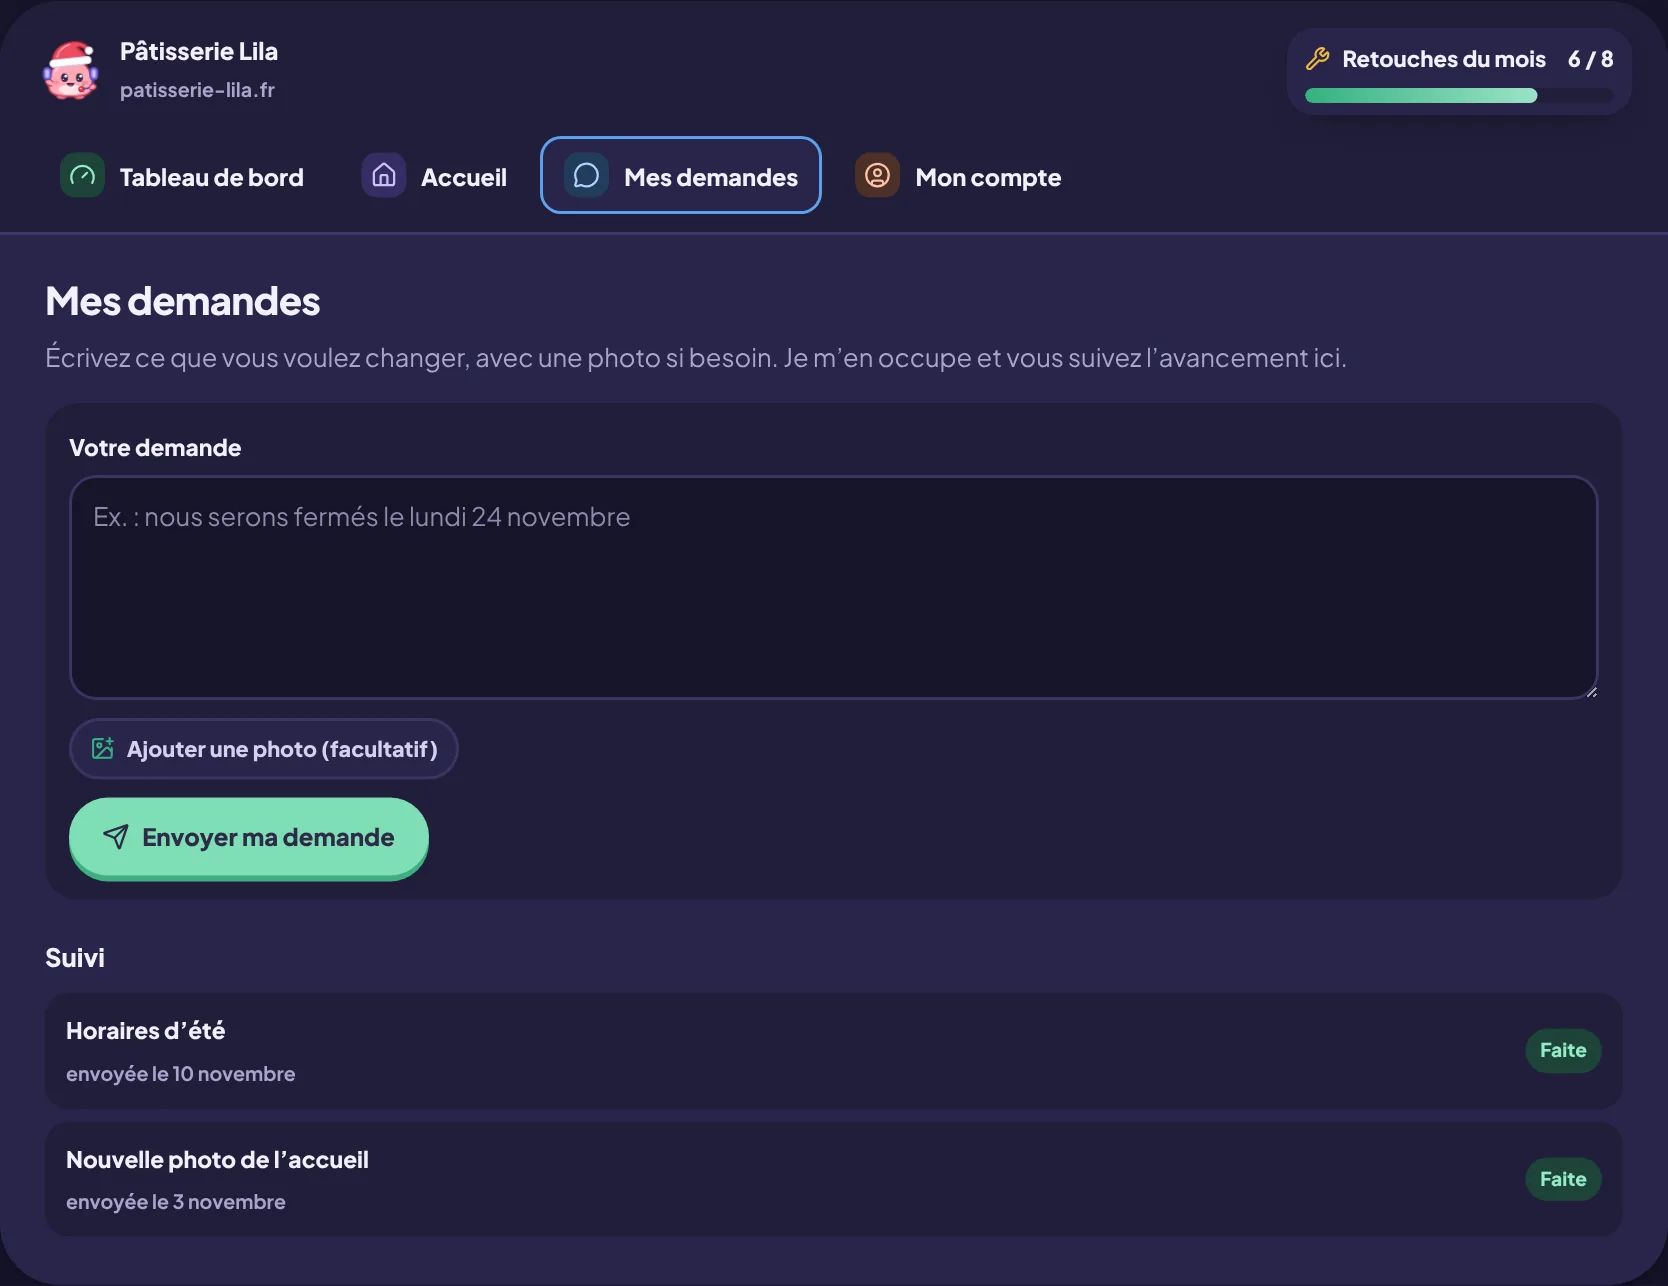 Pâtisserie Lila
patisserie-lila.fr
Retouches du mois 6 / 8
Tableau de bord
Accueil
Mes demandes
Mon compte
Mes demandes
Écrivez ce que vous voulez changer, avec une photo si besoin. Je m’en occupe et vous suivez l’avancement ici.
Votre demande
Ex. : nous serons fermés le lundi 24 novembre
Ajouter une photo (facultatif)
Envoyer ma demande
Suivi
Horaires d’été
envoyée le 10 novembre
Faite
Nouvelle photo de l’accueil
envoyée le 3 novembre
Faite